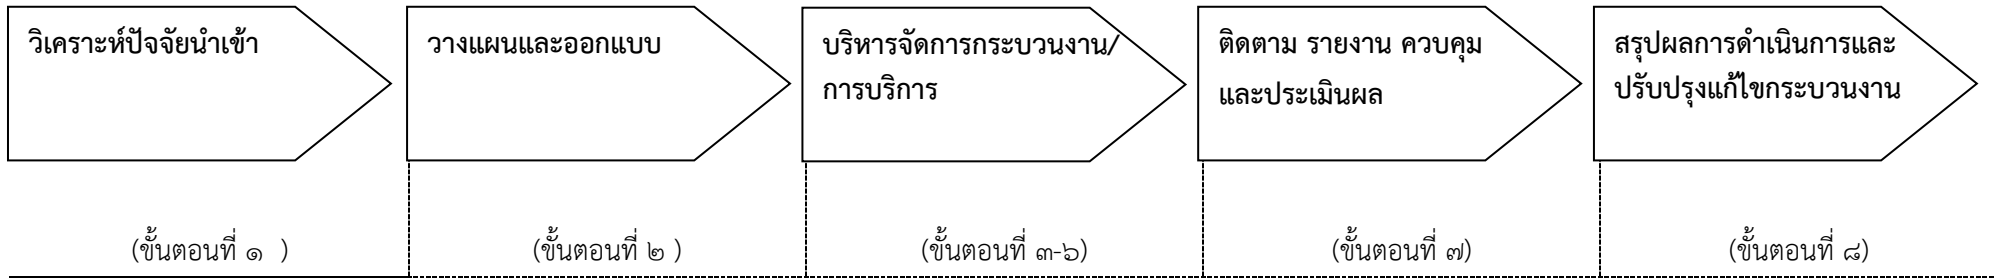 วิเคราะห์ปัจจัยนำเข้า
วางแผนและออกแบบ
บริหารจัดการกระบวนงาน/
การบริการ
ติดตาม รายงาน ควบคุม
และประเมินผล
สรุปผลการดำเนินการและ
ปรับปรุงแก้ไขกระบวนงาน
(ขั้นตอนที่ ๑ )
(ขั้นตอนที่ ๒ )
(ขั้นตอนที่ ๓-๖)
(ขั้นตอนที่ ๗)
(ขั้นตอนที่ ๘)